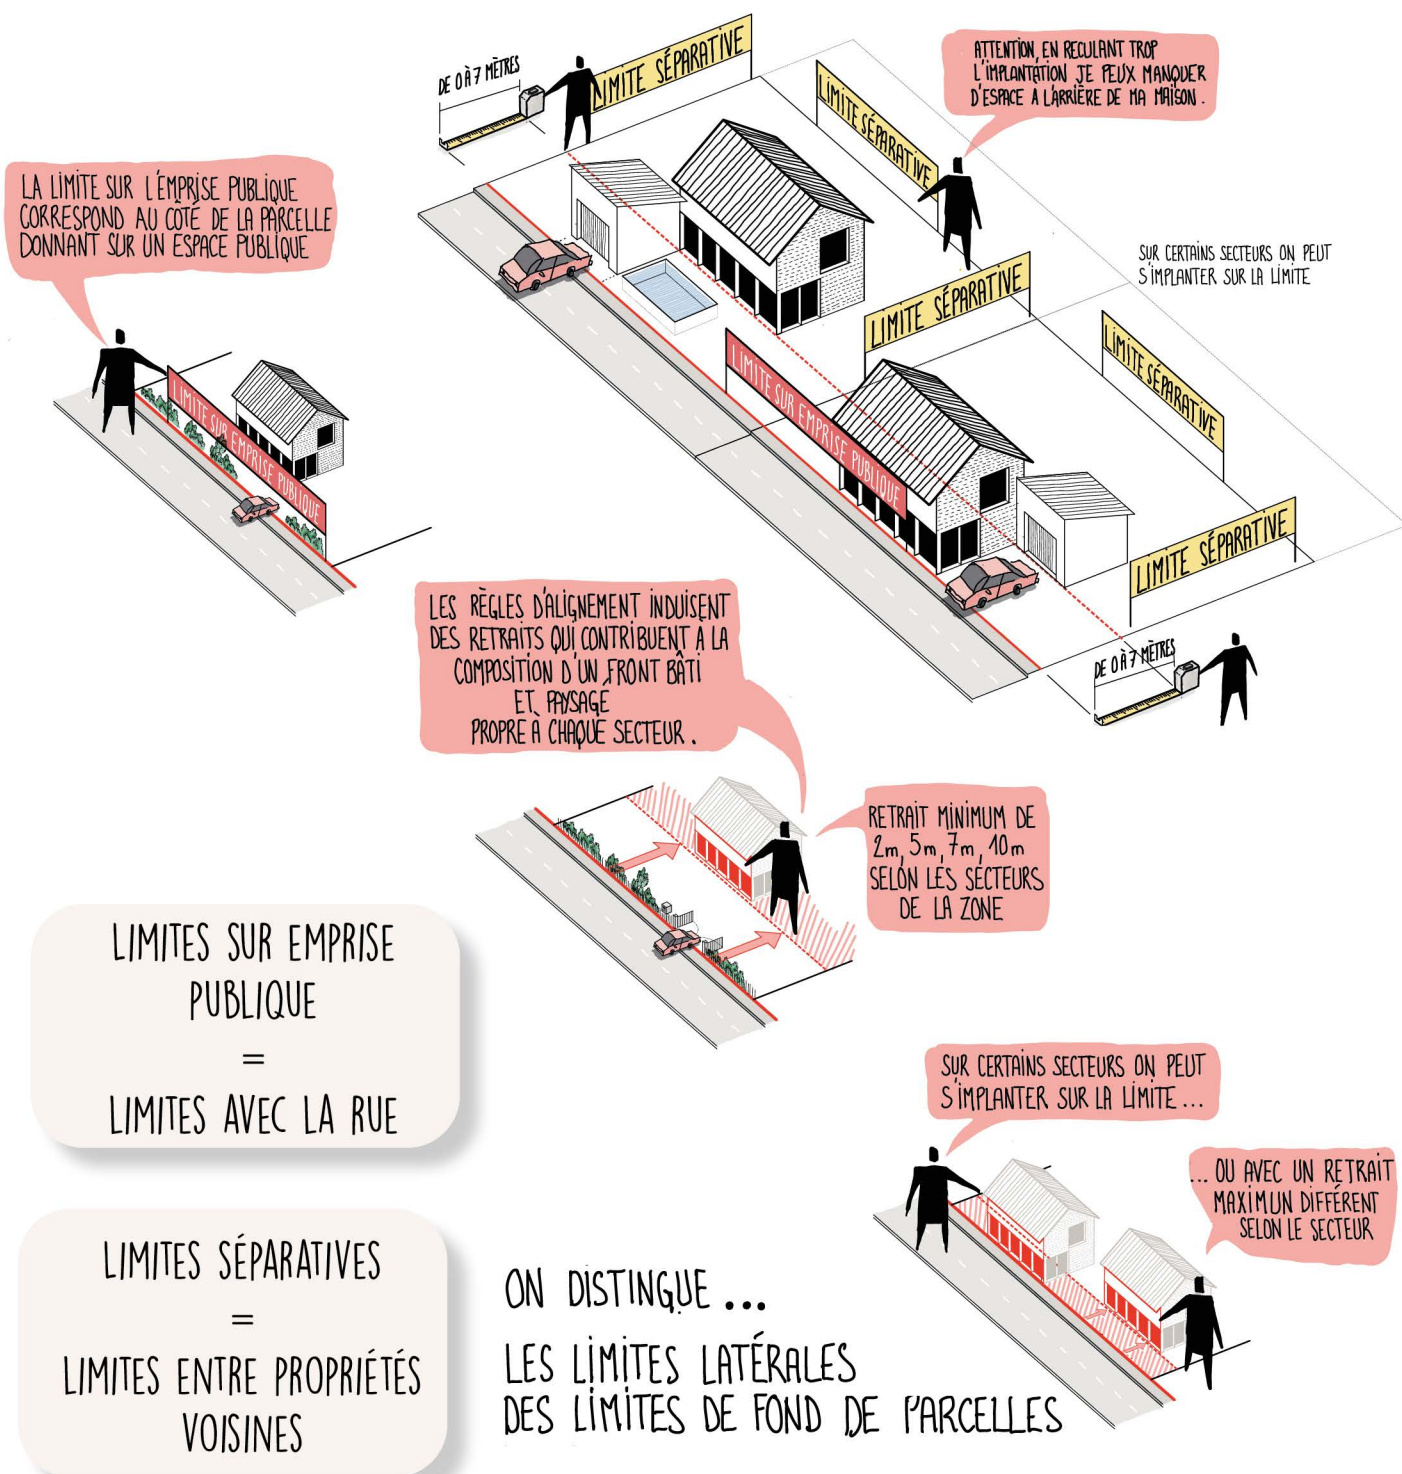 DE 0 À 7 MÈTRES
LIMITE SÉPARATIVE
ATTENTION, EN RECULANT TROP
L'IMPLANTATION JE PEUX MANQUER
D'ESPACE A L'ARRIÈRE DE MA MAISON.
LIMITE SÉPARATIVE
LA LIMITE SUR L'EMPRISE PUBLIQUE
CORRESPOND AU CÔTÉ DE LA PARCELLE
DONNANT SUR UN ESPACE PUBLIQUE
SUR CERTAINS SECTEURS ON PEUT
S'IMPLANTER SUR LA LIMITE
LIMITE SÉPARATIVE
LIMITE SÉPARATIVE
LIMITE SUR EMPRISE PUBLIQUE
LIMITE SUR EMPRISE PUBLIQUE
LIMITE SÉPARATIVE
LES RÈGLES D'ALIGNEMENT INDUISENT
DES RETRAITS QUI CONTRIBUENT A LA
COMPOSITION D'UN FRONT BÂTI
ET PAYSAGÉ
PROPRE À CHAQUE SECTEUR.
DE 0 À 7 MÈTRES
RETRAIT MINIMUM DE
2m, 5m, 7m, 10m
SELON LES SECTEURS
DE LA ZONE
LIMITES SUR EMPRISE
PUBLIQUE
=
LIMITES AVEC LA RUE
SUR CERTAINS SECTEURS ON PEUT
S'IMPLANTER SUR LA LIMITE ...
... OU AVEC UN RETRAIT
MAXIMUN DIFFÉRENT
SELON LE SECTEUR
LIMITES SÉPARATIVES
=
LIMITES ENTRE PROPRIÉTÉS
VOISINES
ON DISTINGUE ...
LES LIMITES LATÉRALES
DES LIMITES DE FOND DE PARCELLES